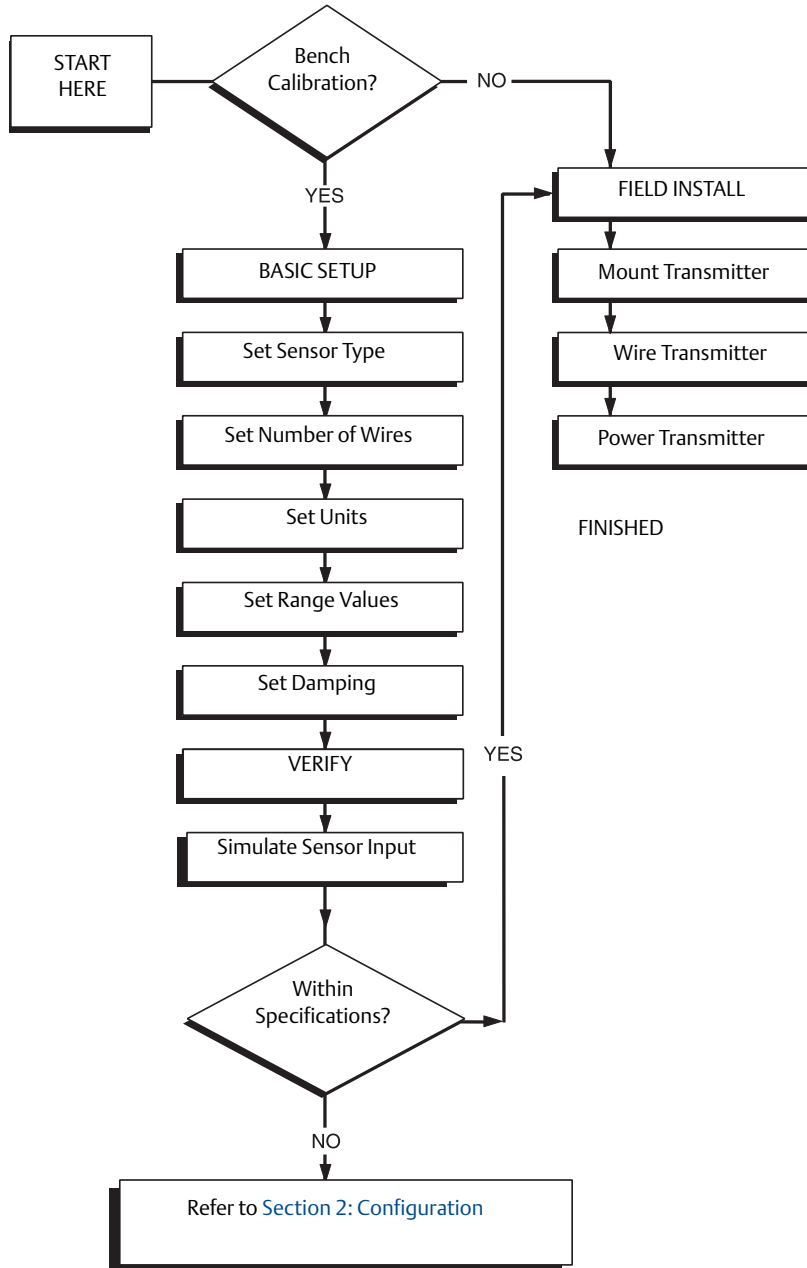 START
HERE
Bench
Calibration?
NO
YES
BASIC SETUP
Set Sensor Type
Set Number of Wires
Set Units
Set Range Values
Set Damping
VERIFY
Simulate Sensor Input
Within
Specifications?
YES
NO
Refer to Section 2: Configuration
FIELD INSTALL
Mount Transmitter
Wire Transmitter
Power Transmitter
FINISHED